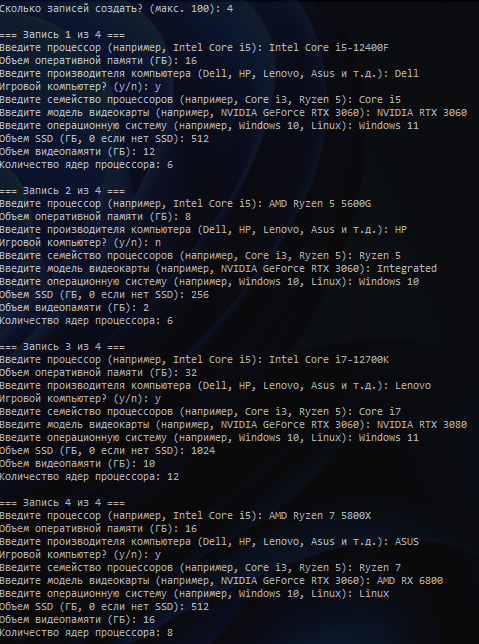 Сколько записей создать? (макс. 100): 4
=== Запись 1 из 4 ===
Введите процессор (например, Intel Core i5): Intel Core i5-12400F
Объем оперативной памяти (ГБ): 16
Введите производителя компьютера (Dell, HP, Lenovo, Asus и т.д.): Dell
Игровой компьютер? (y/n): y
Введите семейство процессоров (например, Core i3, Ryzen 5): Core i5
Введите модель видеокарты (например, NVIDIA GeForce RTX 3060): NVIDIA RTX 3060
Введите операционную систему (например, Windows 10, Linux): Windows 11
Объем SSD (ГБ, 0 если нет SSD): 512
Объем видеопамяти (ГБ): 12
Количество ядер процессора: 6
=== Запись 2 из 4 ===
Введите процессор (например, Intel Core i5): AMD Ryzen 5 5600G
Объем оперативной памяти (ГБ): 8
Введите производителя компьютера (Dell, HP, Lenovo, Asus и т.д.): HP
Игровой компьютер? (y/n): n
Введите семейство процессоров (например, Core i3, Ryzen 5): Ryzen 5
Введите модель видеокарты (например, NVIDIA GeForce RTX 3060): Integrated
Введите операционную систему (например, Windows 10, Linux): Windows 10
Объем SSD (ГБ, 0 если нет SSD): 256
Объем видеопамяти (ГБ): 2
Количество ядер процессора: 6
=== Запись 3 из 4 ===
Введите процессор (например, Intel Core i5): Intel Core i7-12700K
Объем оперативной памяти (ГБ): 32
Введите производителя компьютера (Dell, HP, Lenovo, Asus и т.д.): Lenovo
Игровой компьютер? (y/n): y
Введите семейство процессоров (например, Core i3, Ryzen 5): Core i7
Введите модель видеокарты (например, NVIDIA GeForce RTX 3060): NVIDIA RTX 3080
Введите операционную систему (например, Windows 10, Linux): Windows 11
Объем SSD (ГБ, 0 если нет SSD): 1024
Объем видеопамяти (ГБ): 10
Количество ядер процессора: 12
=== Запись 4 из 4 ===
Введите процессор (например, Intel Core i5): AMD Ryzen 7 5800X
Объем оперативной памяти (ГБ): 16
Введите производителя компьютера (Dell, HP, Lenovo, Asus и т.д.): ASUS
Игровой компьютер? (y/n): y
Введите семейство процессоров (например, Core i3, Ryzen 5): Ryzen 7
Введите модель видеокарты (например, NVIDIA GeForce RTX 3060): AMD RX 6800
Введите операционную систему (например, Windows 10, Linux): Linux
Объем SSD (ГБ, 0 если нет SSD): 512
Объем видеопамяти (ГБ): 16
Количество ядер процессора: 8